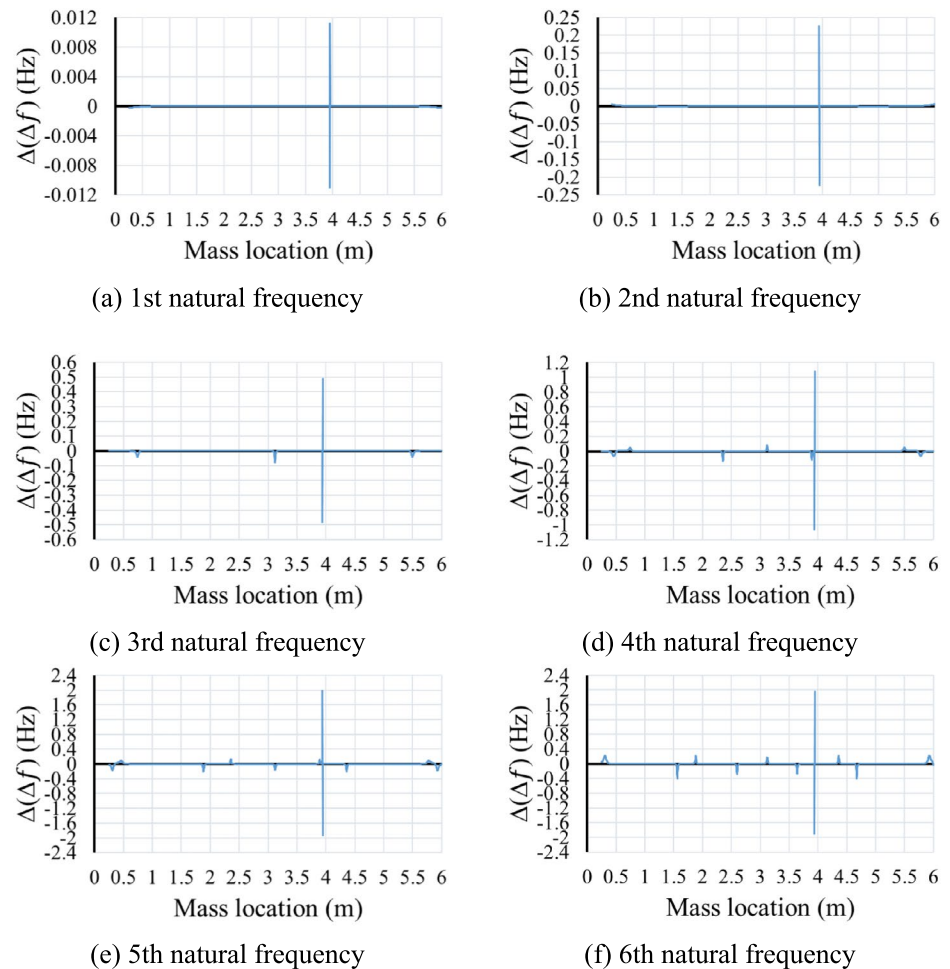 0.012
0.008
0.004
0
-0.004
-0.008
-0.012
Δ(Δf) (Hz)
0 0.5 1 1.5 2 2.5 3 3.5 4 4.5 5 5.5 6
Mass location (m)
(a) 1st natural frequency
0.25
0.2
0.15
0.1
0.05
0
-0.05
-0.1
-0.15
-0.2
-0.25
Δ(Δf) (Hz)
0 0.5 1 1.5 2 2.5 3 3.5 4 4.5 5 5.5 6
Mass location (m)
(b) 2nd natural frequency
0.6
0.5
0.4
0.3
0.2
0.1
0
-0.1
-0.2
-0.3
-0.4
-0.5
-0.6
Δ(Δf) (Hz)
0 0.5 1 1.5 2 2.5 3 3.5 4 4.5 5 5.5 6
Mass location (m)
(c) 3rd natural frequency
1.2
1
0.8
0.6
0.4
0.2
0
-0.2
-0.4
-0.6
-0.8
-1
-1.2
Δ(Δf) (Hz)
0 0.5 1 1.5 2 2.5 3 3.5 4 4.5 5 5.5 6
Mass location (m)
(d) 4th natural frequency
2.4
2
1.6
1.2
0.8
0.4
0
-0.4
-0.8
-1.2
-1.6
-2
-2.4
Δ(Δf) (Hz)
0 0.5 1 1.5 2 2.5 3 3.5 4 4.5 5 5.5 6
Mass location (m)
(e) 5th natural frequency
2.4
2
1.6
1.2
0.8
0.4
0
-0.4
-0.8
-1.2
-1.6
-2
-2.4
Δ(Δf) (Hz)
0 0.5 1 1.5 2 2.5 3 3.5 4 4.5 5 5.5 6
Mass location (m)
(f) 6th natural frequency